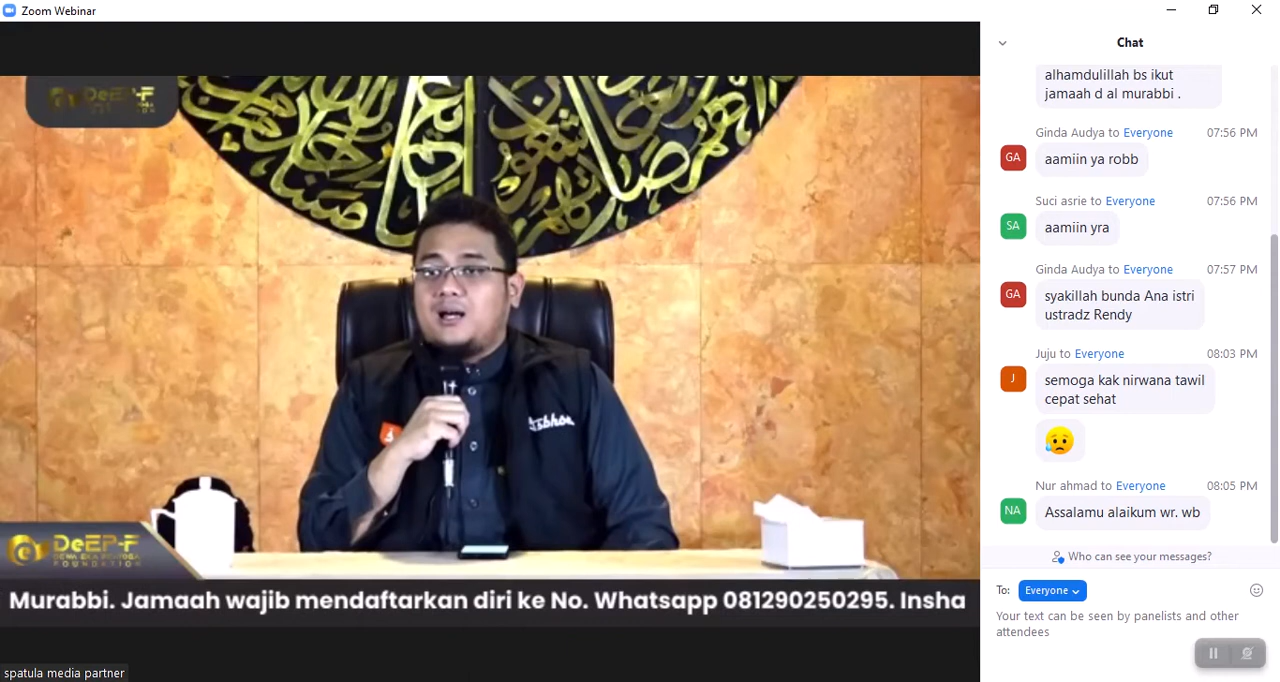 Zoom Webinar
DeEP-F
DeEP-F
DEWA EKA PRAYOGA
FOUNDATION
Murabbi. Jamaah wajib mendaftarkan diri ke No. Whatsapp 081290250295. Insha
spatula media partner
Chat
alhamdulillah bs ikut
jamaah d al murabbi .
Ginda Audya to Everyone 07:56 PM
GA
aamiin ya robb
Suci asrie to Everyone 07:56 PM
SA
aamiin yra
Ginda Audya to Everyone 07:57 PM
GA
syakillah bunda Ana istri
ustradz Rendy
Juju to Everyone 08:03 PM
J
semoga kak nirwana tawil
cepat sehat
Nur ahmad to Everyone 08:05 PM
NA
Assalamu alaikum wr. wb
Who can see your messages?
To: Everyone
Your text can be seen by panelists and other
attendees